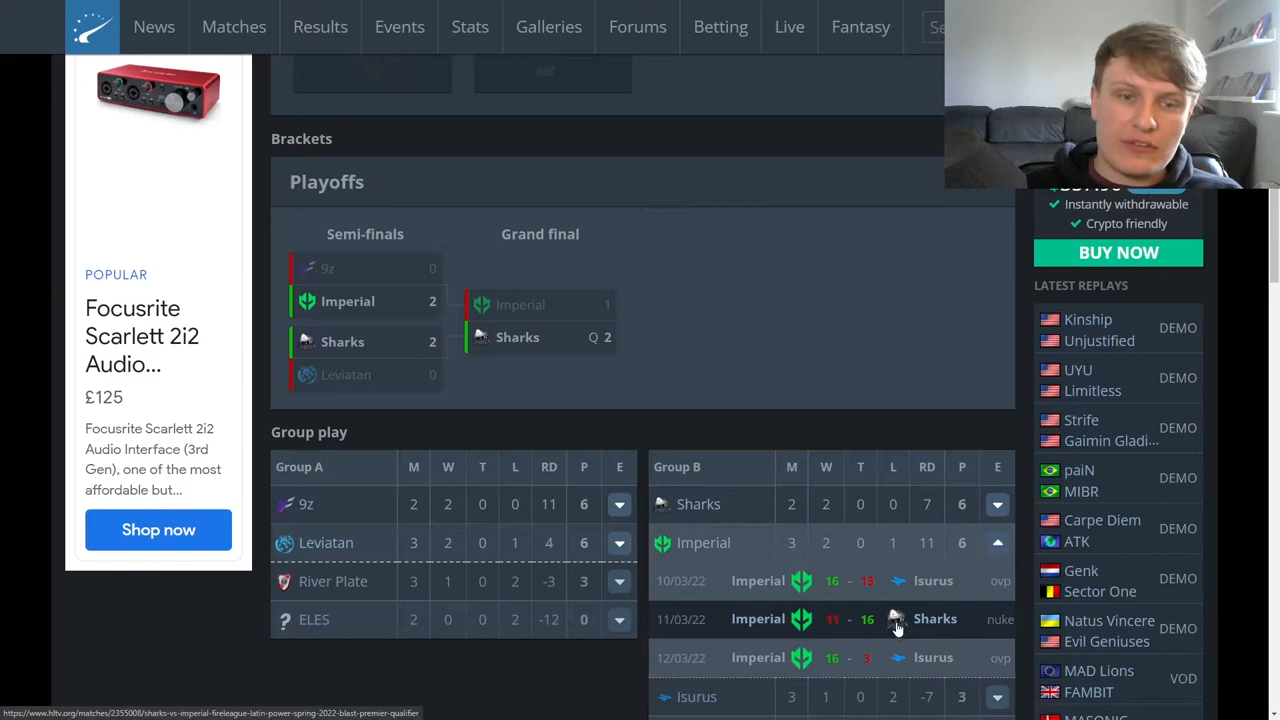 News Matches Results Events Stats Galleries Forums Betting Live Fantasy Se
POPULAR
Focusrite
Scarlett 2i2
Audio...
£125
Focusrite Scarlett 2i2
Audio Interface (3rd
Gen), one of the most
affordable but...
Shop now
Brackets
Playoffs
Semi-finals Grand final
9z 0
Imperial 2
Sharks 2
Leviatan 0
Imperial 1
Sharks Q 2
Group play
Group A M W T L RD P E
9z 2 2 0 0 11 6
Leviatan 3 2 0 1 4 6
River Plate 3 1 0 2 -3 3
? ELES 2 0 0 2 -12 0
Group B M W T L RD P E
Sharks 2 2 0 0 7 6
Imperial 3 2 0 1 11 6
10/03/22 Imperial 16 - 13 Isurus ovp
11/03/22 Imperial 11 - 16 Sharks nuke
12/03/22 Imperial 16 - 3 Isurus ovp
Isurus 3 1 0 2 -7 3
Instantly withdrawable
Crypto friendly
BUY NOW
LATEST REPLAYS
Kinship
Unjustified
DEMO
UYU
Limitless
DEMO
Strife
Gaimin Gladi...
DEMO
paiN
MIBR
DEMO
Carpe Diem
ATK
DEMO
Genk
Sector One
DEMO
Natus Vincere
Evil Geniuses
DEMO
MAD Lions
FAMBIT
VOD
https://www.hltv.org/matches/2355008/sharks-vs-imperial-fireleague-latin-power-spring-2022-blast-premier-qualifier